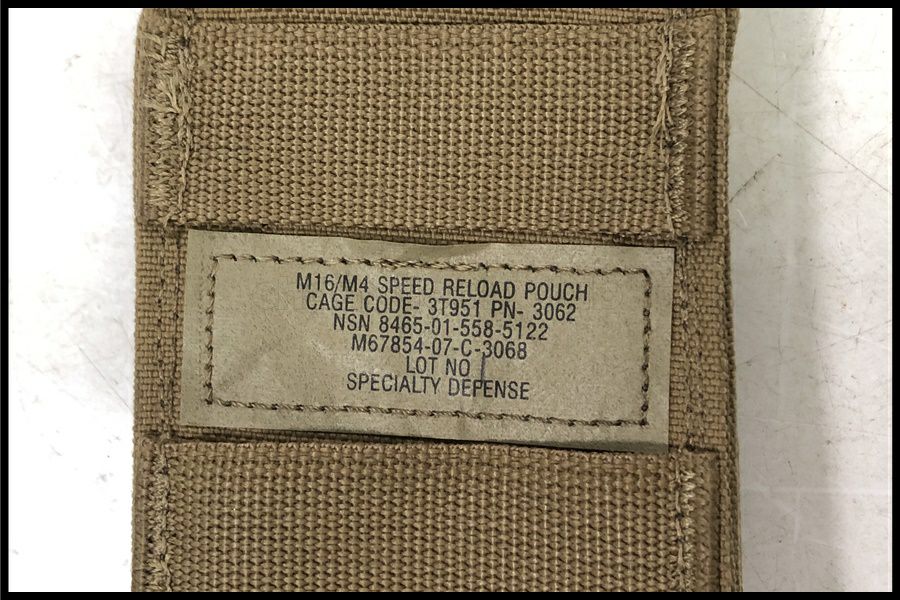 M16/M4 SPEED RELOAD POUCH
CAGE CODE- 3T951 PN- 3062
NSN 8465-01-558-5122
M67854-07-C-3068
LOT NO
SPECIALTY DEFENSE